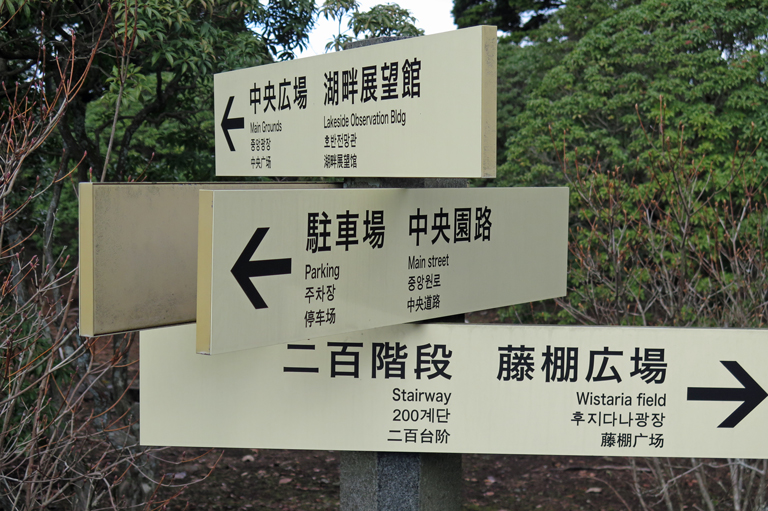 中央広場 湖畔展望館
Main Grounds Lakeside Observation Bldg
중앙광장 호반전망관
中央广场 湖畔展望馆
駐車場 中央園路
Parking Main street
주차장 중앙원로
停车场 中央道路
二百階段 藤棚広場
Stairway Wistaria field
200계단 후지다나광장
二百台阶 藤棚广场